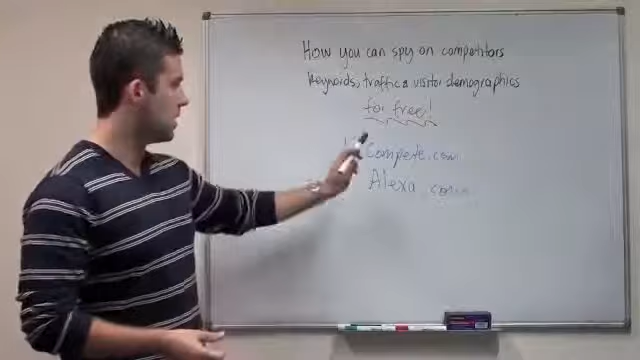 How you can spy on competitors
Keywords, traffic & visitor demographics
for free!
Compete.com
Alexa.com